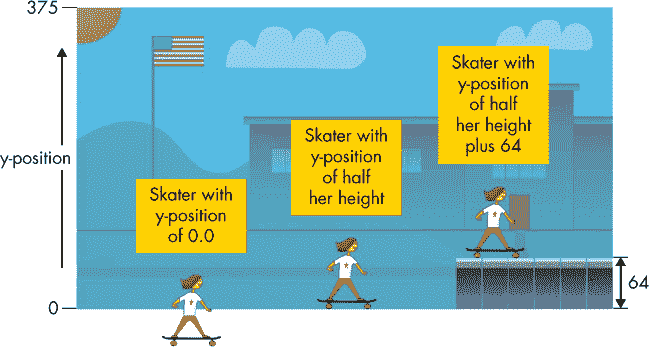 375
y-position
0
Skater with
y-position
of 0.0
Skater with
y-position
of half
her height
Skater with
y-position
of half
her height
plus 64
64